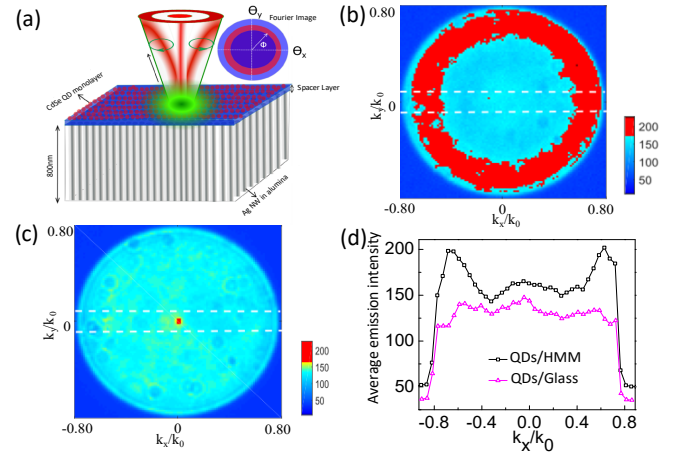 (a)
Θy
Fourier Image
Φ
Θx
CdSe QD monolayer
Spacer Layer
800nm
Ag NW in alumina
(b)
0.80
ky/k0
0
200
150
100
50
-0.80
0
0.80
kx/k0
(c)
0.80
ky/k0
0
200
150
100
50
-0.80
0
0.80
kx/k0
(d)
Average emission intensity
200
150
100
50
QDs/HMM
QDs/Glass
-0.8
-0.4
0.0
0.4
0.8
kx/k0